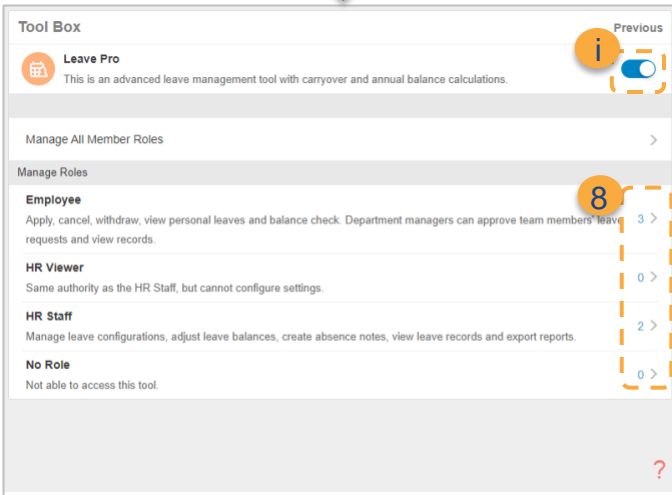 Tool Box
Previous
i
Leave Pro
This is an advanced leave management tool with carryover and annual balance calculations.
Manage All Member Roles
Manage Roles
8
Employee
Apply, cancel, withdraw, view personal leaves and balance check. Department managers can approve team members' leave
3
requests and view records.
HR Viewer
Same authority as the HR Staff, but cannot configure settings.
0
HR Staff
Manage leave configurations, adjust leave balances, create absence notes, view leave records and export reports.
2
No Role
Not able to access this tool.
0
?